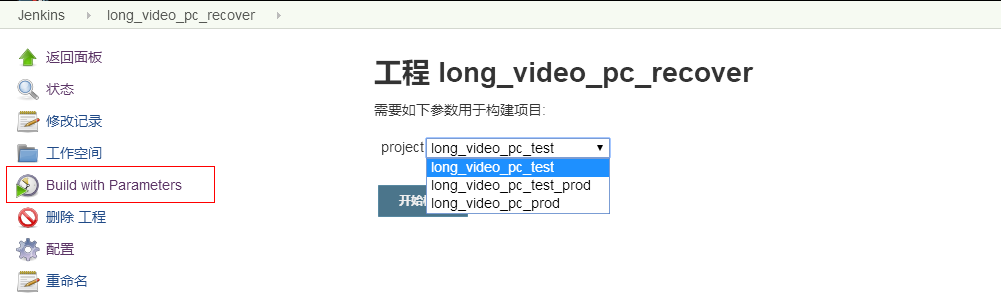 Jenkins long_video_pc_recover
返回面板
状态
修改记录
工作空间
Build with Parameters
删除 工程
配置
重命名
工程 long_video_pc_recover
需要如下参数用于构建项目:
project long_video_pc_test
long_video_pc_test
long_video_pc_test_prod
long_video_pc_prod
开始